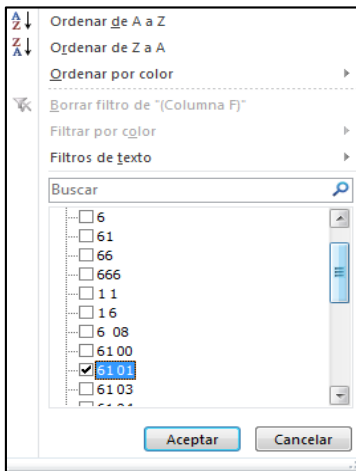 Ordenar de A a Z
Ordenar de Z a A
Ordenar por color
Borrar filtro de "(Columna F)"
Filtrar por color
Filtros de texto
Buscar
6
61
66
666
1 1
1 6
6 08
61 00
61 01
61 03
Aceptar
Cancelar